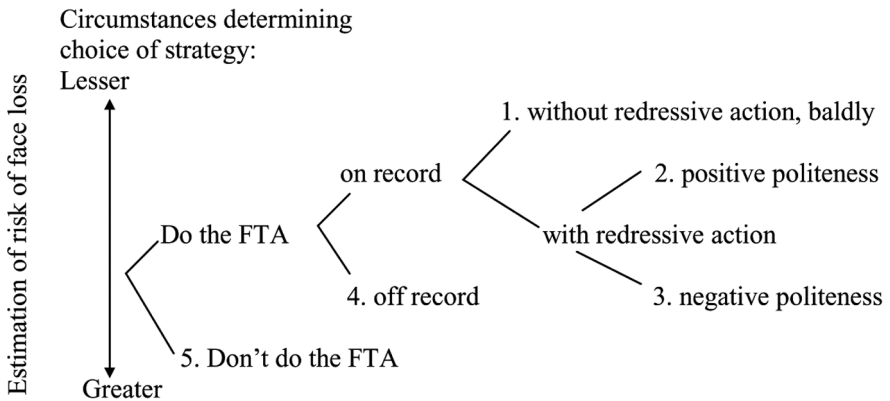 Circumstances determining
choice of strategy:
Lesser
Estimation of risk of face loss
1. without redressive action, baldly
on record
2. positive politeness
Do the FTA
with redressive action
4. off record
3. negative politeness
5. Don’t do the FTA
Greater